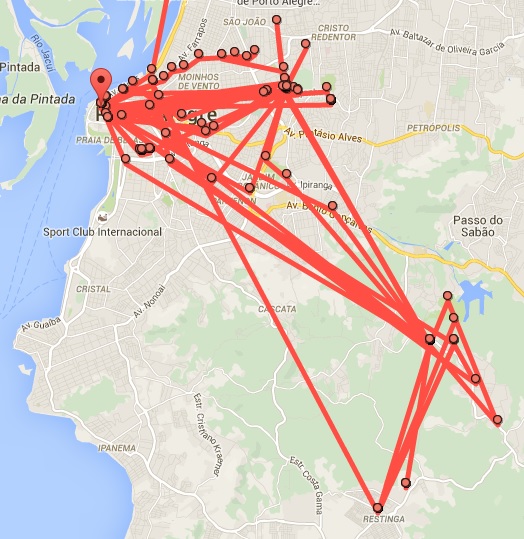 de Porto Alegre...
SÃO JOÃO
CRISTO
REDENTOR
Av. Farrapos
Av. Baltazar de Oliveira Garcia
Rio Jacuí
Pintada
MOINHOS
DE VENTO
a da Pintada
Av. Protásio Alves
PETRÓPOLIS
PRAIA DE BE
JARDIM
BOTÂNICO
Ipiranga
Av. Bento Gonçalves
Passo do
Sabão
Sport Club Internacional
CRISTAL
Av. Nonoai
CASCATA
Av. Guaíba
Estr. Cristiano Kraemer
IPANEMA
Estr. Costa Gama
RESTINGA